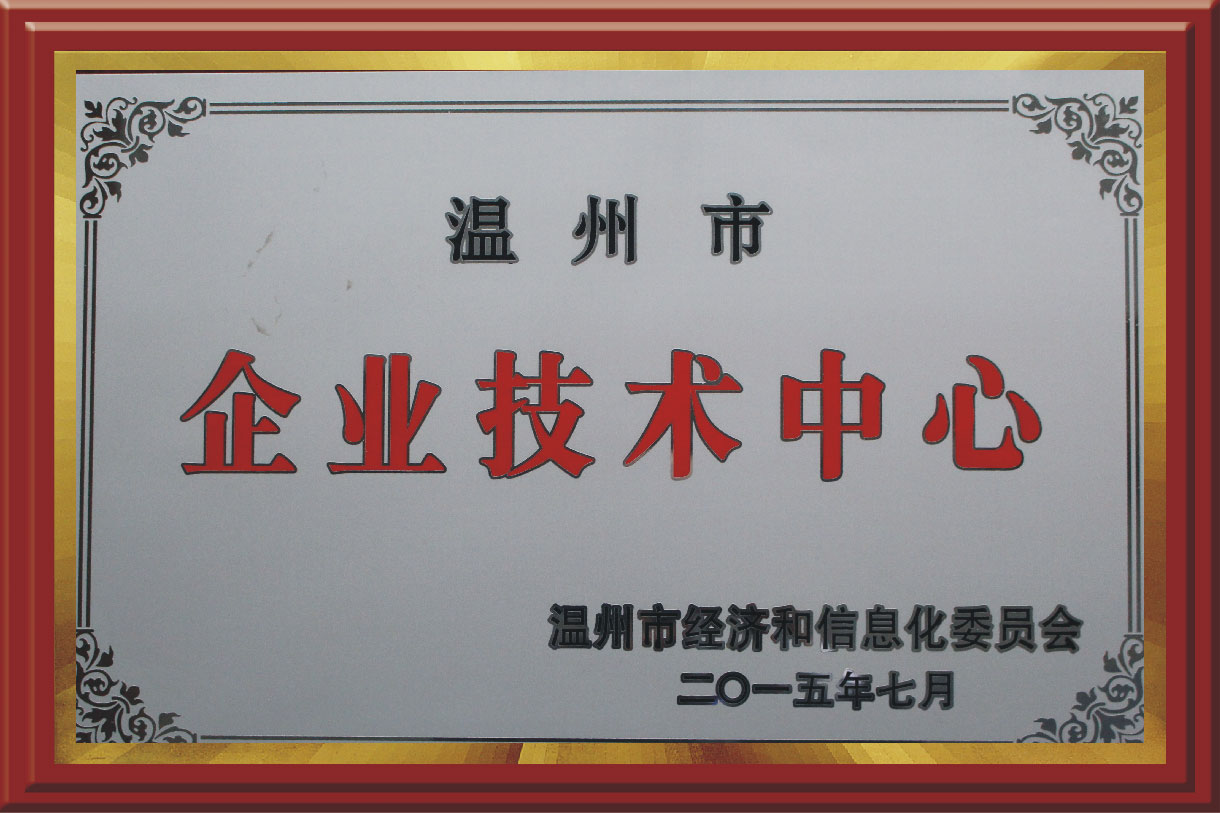 温州市
企业技术中心
温州市经济和信息化委员会
二〇一五年七月